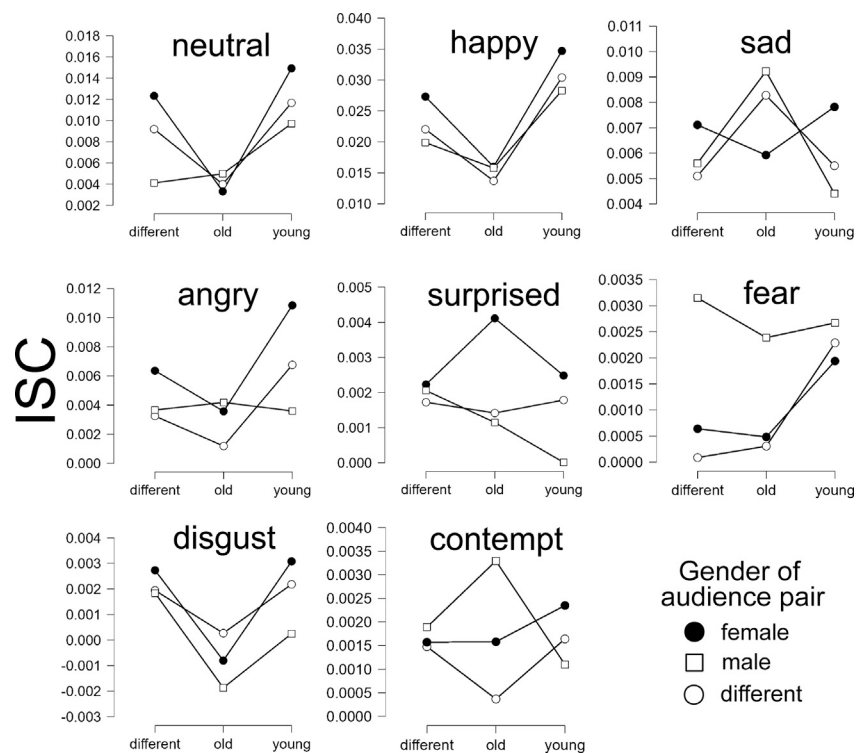 neutral
0.018
0.016
0.014
0.012
0.010
0.008
0.006
0.004
0.002
different old young
happy
0.040
0.030
0.020
0.015
0.010
different old young
sad
0.011
0.010
0.009
0.008
0.007
0.006
0.005
0.004
different old young
ISC
angry
0.012
0.010
0.008
0.006
0.004
0.002
0.000
different old young
surprised
0.005
0.004
0.003
0.002
0.002
0.001
0.000
different old young
fear
0.0035
0.0030
0.0025
0.0020
0.0015
0.0010
0.0005
0.0000
different old young
disgust
0.004
0.003
0.002
0.001
0.000
-0.001
-0.002
-0.003
different old young
contempt
0.0040
0.0035
0.0030
0.0025
0.0020
0.0015
0.0010
0.0005
0.0000
different old young
Gender of
audience pair
female
male
different